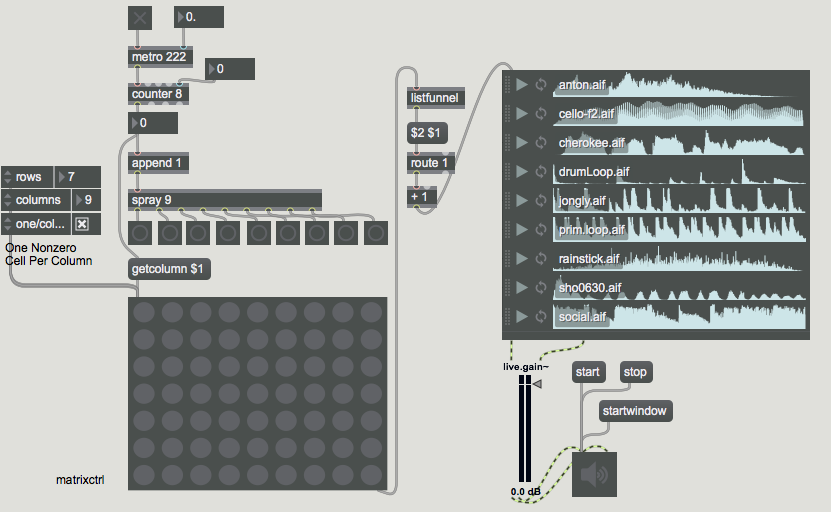 0.
metro 222
0
counter 8
0
append 1
spray 9
rows 7
columns 9
one/col...
One Nonzero
Cell Per Column
getcolumn $1
matrixctrl
listfunnel
$2 $1
route 1
+ 1
anton.aif
cello-f2.aif
cherokee.aif
drumLoop.aif
jongly.aif
prim.loop.aif
rainstick.aif
sho0630.aif
social.aif
live.gain~
0.0 dB
start
stop
startwindow